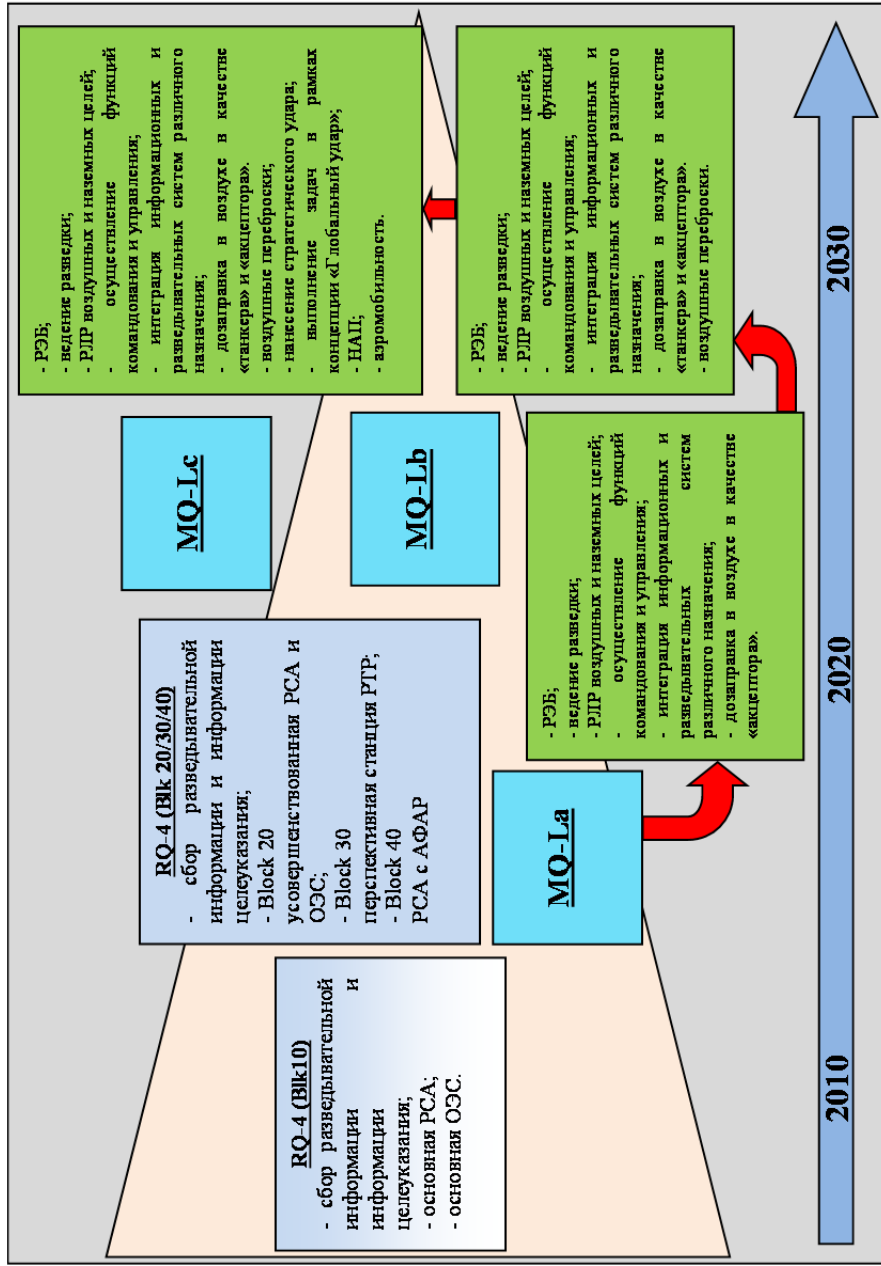 RQ-4 (Blk10)
- сбор разведывательной
информации и
информации
целеуказания;
- основная РСА;
- основная ОЭС.
RQ-4 (Blk 20/30/40)
- сбор разведывательной
информации и информации
целеуказания;
- Block 20
усовершенствованная РСА и
ОЭС;
- Block 30
перспективная станция РТР;
- Block 40
РСА с АФАР
MQ-La
- РЭБ;
- ведение разведки;
- РЛР воздушных и наземных целей;
- осуществление функций
командования и управления;
- интеграция информационных и
разведывательных систем
различного назначения;
- дозаправка в воздухе в качестве
«акцептора».
MQ-Lc
MQ-Lb
- РЭБ;
- ведение разведки;
- РЛР воздушных и наземных целей;
- осуществление функций
командования и управления;
- интеграция информационных и
разведывательных систем различного
назначения;
- дозаправка в воздухе в качестве
«танкера» и «акцептора».
- воздушные переброски;
- нанесение стратегического удара;
- выполнение задач в рамках
концепции «Глобальный удар»;
- НАП;
- аэромобильность.
- РЭБ;
- ведение разведки;
- РЛР воздушных и наземных целей;
- осуществление функций
командования и управления;
- интеграция информационных и
разведывательных систем различного
назначения;
- дозаправка в воздухе в качестве
«танкера» и «акцептора».
- воздушные переброски.
2010
2020
2030